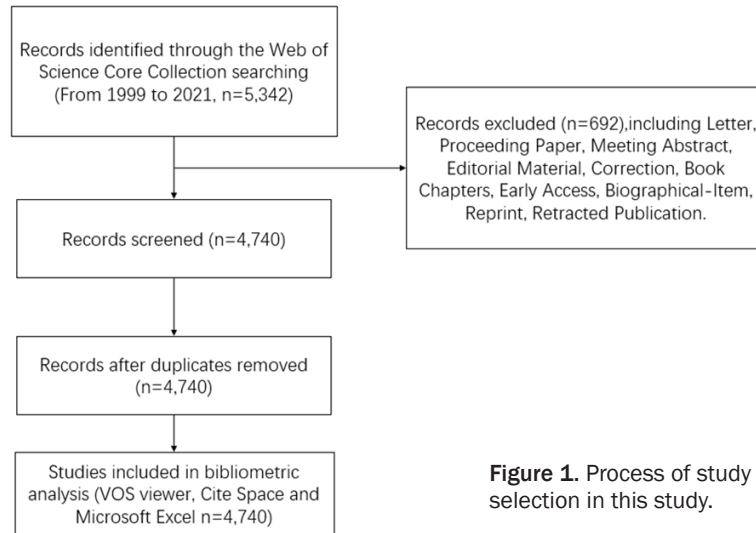 Records identified through the Web of
Science Core Collection searching
(From 1999 to 2021, n=5,342)
Records excluded (n=692),including Letter,
Proceeding Paper, Meeting Abstract,
Editorial Material, Correction, Book
Chapters, Early Access, Biographical-Item,
Reprint, Retracted Publication.
Records screened (n=4,740)
Records after duplicates removed
(n=4,740)
Studies included in bibliometric
analysis (VOS viewer, Cite Space and
Microsoft Excel n=4,740)
Figure 1. Process of study
selection in this study.